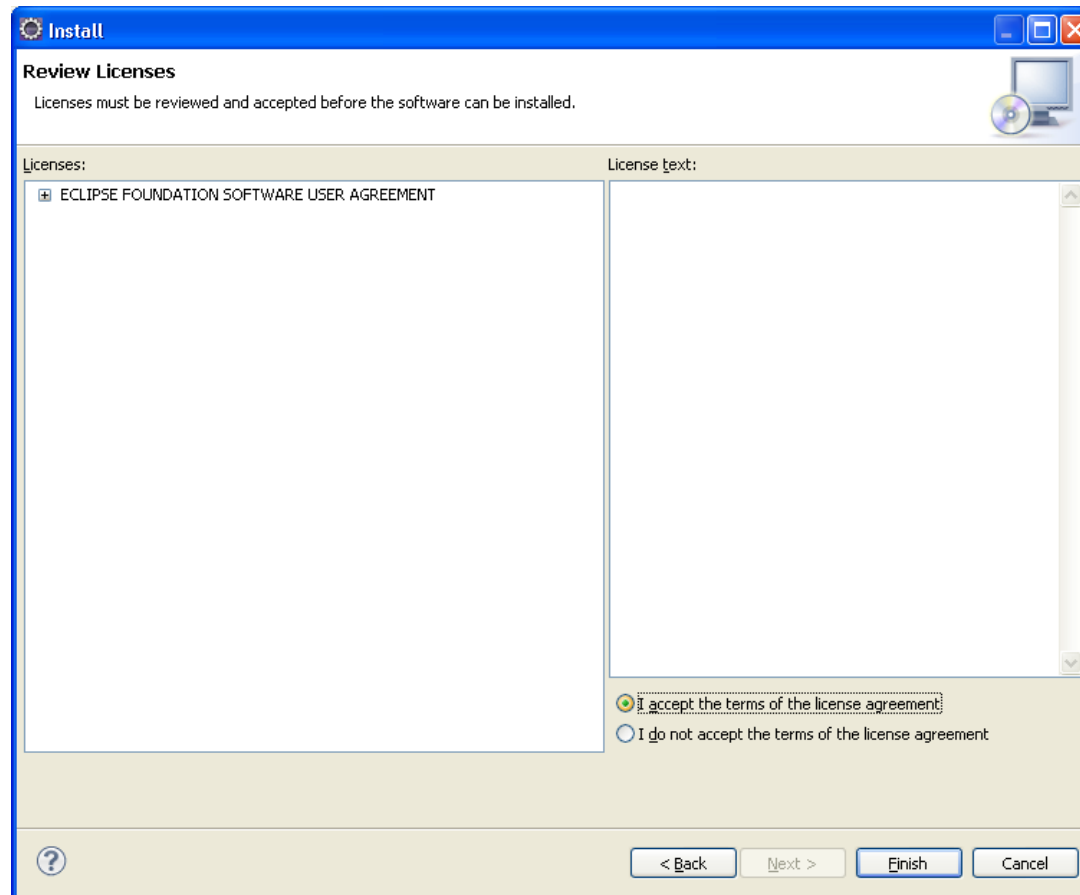 Install
Review Licenses
Licenses must be reviewed and accepted before the software can be installed.
Licenses:
License text:
ECLIPSE FOUNDATION SOFTWARE USER AGREEMENT
I accept the terms of the license agreement
I do not accept the terms of the license agreement
?
< Back
Next >
Finish
Cancel